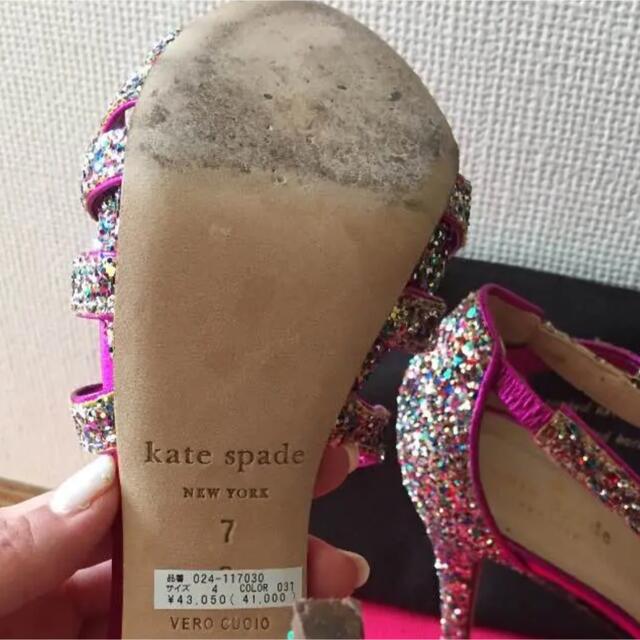 kate spade
NEW YORK
7
品番 024-117030
サイズ 4 COLOR 031
¥43,050( 41,000 )
VERO CUOIO